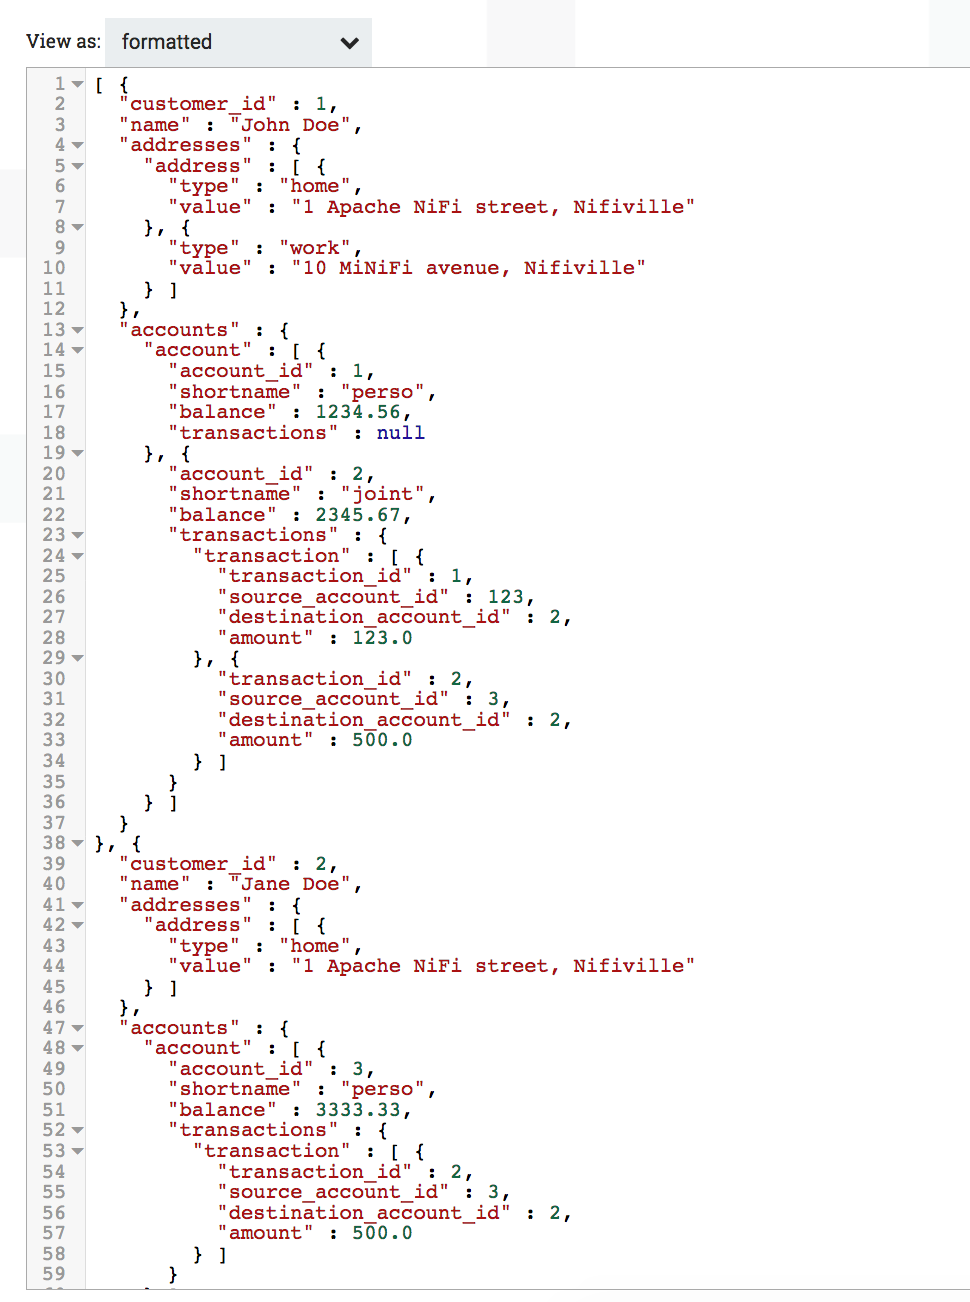 View as: formatted
1 [ {
2 "customer_id" : 1,
3 "name" : "John Doe",
4 "addresses" : {
5 "address" : [ {
6 "type" : "home",
7 "value" : "1 Apache NiFi street, Nifiville"
8 }, {
9 "type" : "work",
10 "value" : "10 MiNiFi avenue, Nifiville"
11 } ]
12 },
13 "accounts" : {
14 "account" : [ {
15 "account_id" : 1,
16 "shortname" : "perso",
17 "balance" : 1234.56,
18 "transactions" : null
19 }, {
20 "account_id" : 2,
21 "shortname" : "joint",
22 "balance" : 2345.67,
23 "transactions" : {
24 "transaction" : [ {
25 "transaction_id" : 1,
26 "source_account_id" : 123,
27 "destination_account_id" : 2,
28 "amount" : 123.0
29 }, {
30 "transaction_id" : 2,
31 "source_account_id" : 3,
32 "destination_account_id" : 2,
33 "amount" : 500.0
34 } ]
35 }
36 } ]
37 }
38 }, {
39 "customer_id" : 2,
40 "name" : "Jane Doe",
41 "addresses" : {
42 "address" : [ {
43 "type" : "home",
44 "value" : "1 Apache NiFi street, Nifiville"
45 } ]
46 },
47 "accounts" : {
48 "account" : [ {
49 "account_id" : 3,
50 "shortname" : "perso",
51 "balance" : 3333.33,
52 "transactions" : {
53 "transaction" : [ {
54 "transaction_id" : 2,
55 "source_account_id" : 3,
56 "destination_account_id" : 2,
57 "amount" : 500.0
58 } ]
59 }